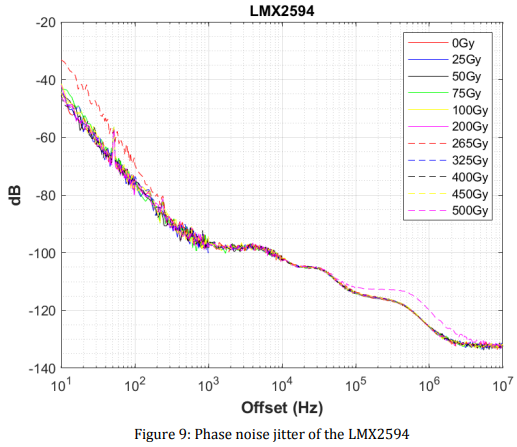 LMX2594
-20
-40
-60
-80
-100
-120
-140
dB
0Gy
25Gy
50Gy
75Gy
100Gy
200Gy
265Gy
325Gy
400Gy
450Gy
500Gy
10^1 10^2 10^3 10^4 10^5 10^6 10^7
Offset (Hz)
Figure 9: Phase noise jitter of the LMX2594